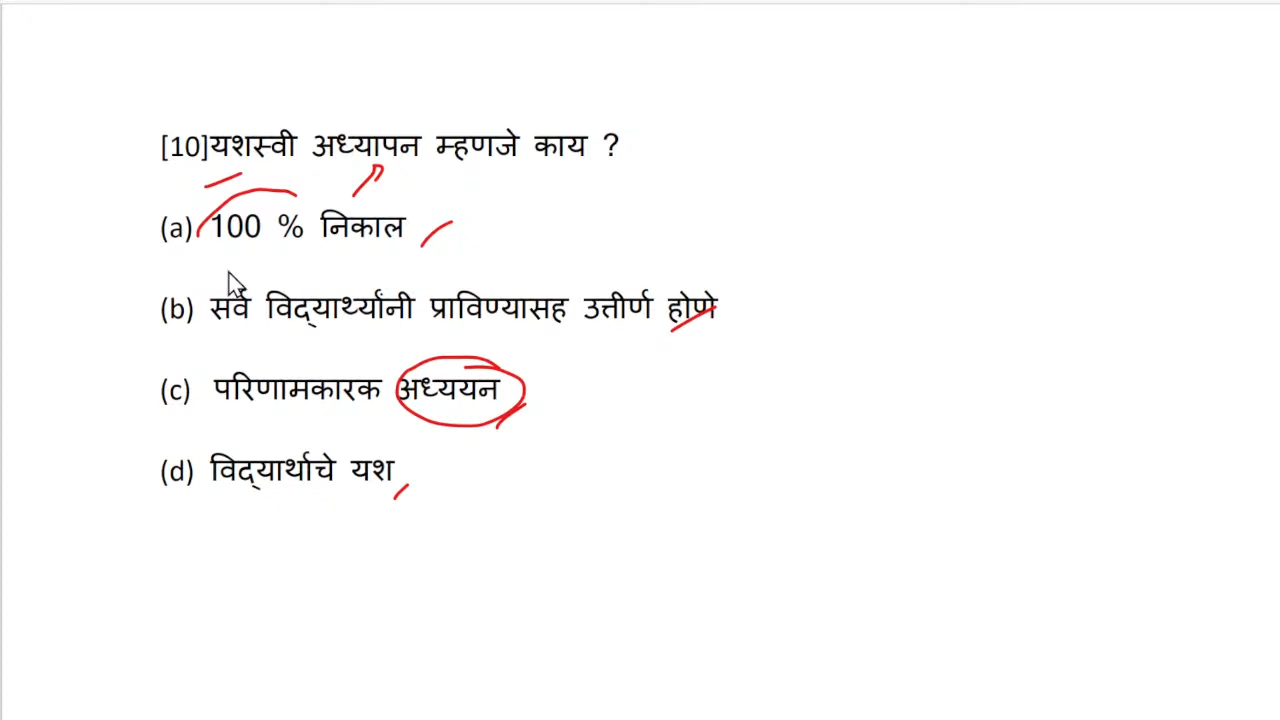 [10]यशस्वी अध्यापन म्हणजे काय ?
(a) 100 % निकाल
(b) सर्व विद्‌यार्थ्यांनी प्राविण्यासह उत्तीर्ण होणे
(c) परिणामकारक अध्ययन
(d) विद्‌यार्थाचे यश